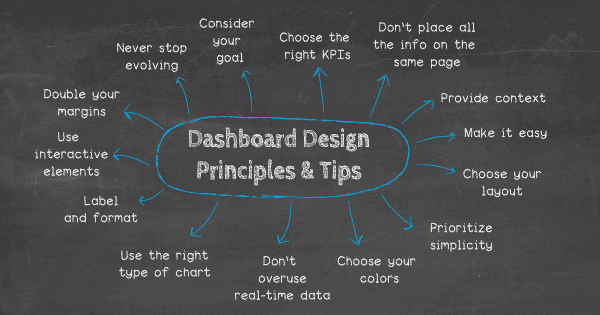 Dashboard Design
Principles & Tips
Consider
your
goal
Choose the
right KPIs
Don't place all
the info on the
same page
Provide context
Make it easy
Choose your
layout
Prioritize
simplicity
Choose your
colors
Don't
overuse
real-time data
Use the right
type of chart
Label
and format
Use
interactive
elements
Double your
margins
Never stop
evolving